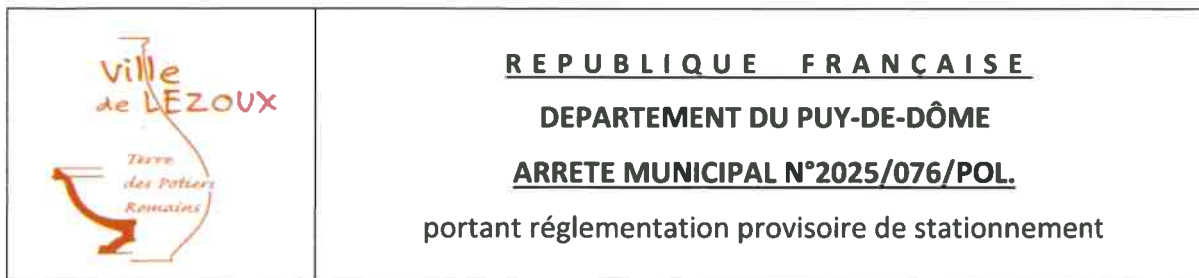 Ville
de LEZOUX
Terre
des Potiers
Romains
REPUBLIQUE FRANÇAISE
DEPARTEMENT DU PUY-DE-DÔME
ARRETE MUNICIPAL N°2025/076/POL.
portant réglementation provisoire de stationnement